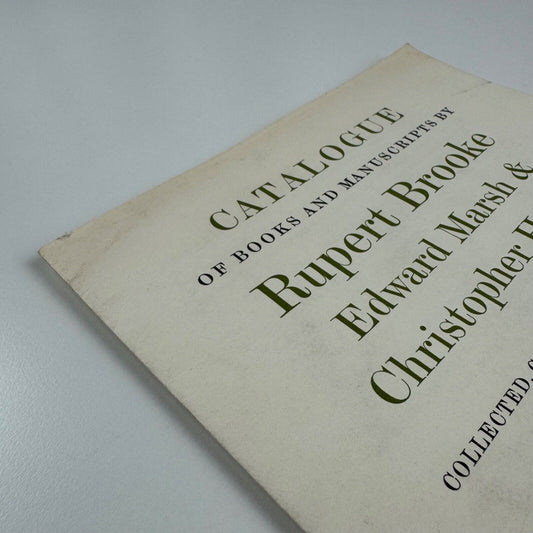 CATALOGUE
OF BOOKS AND MANUSCRIPTS BY
Rupert Brooke
Edward Marsh &
Christopher H
COLLECTED,